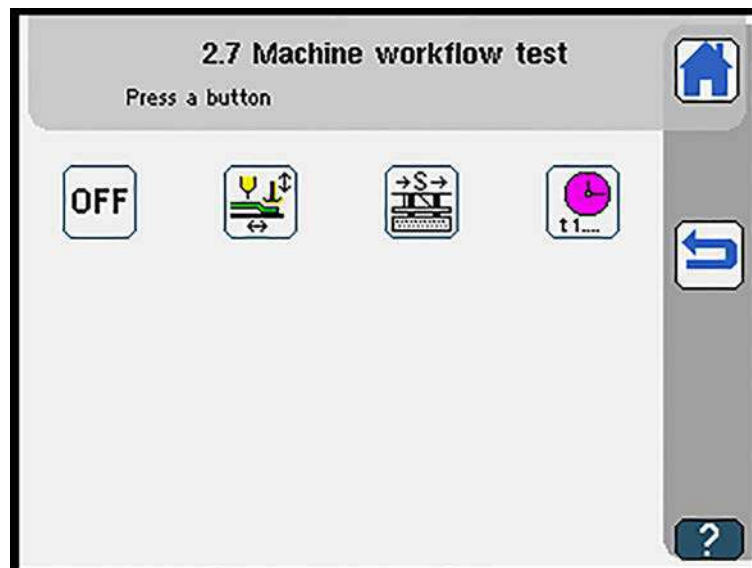 2.7 Machine workflow test
Press a button
OFF
→S→
t1....
?